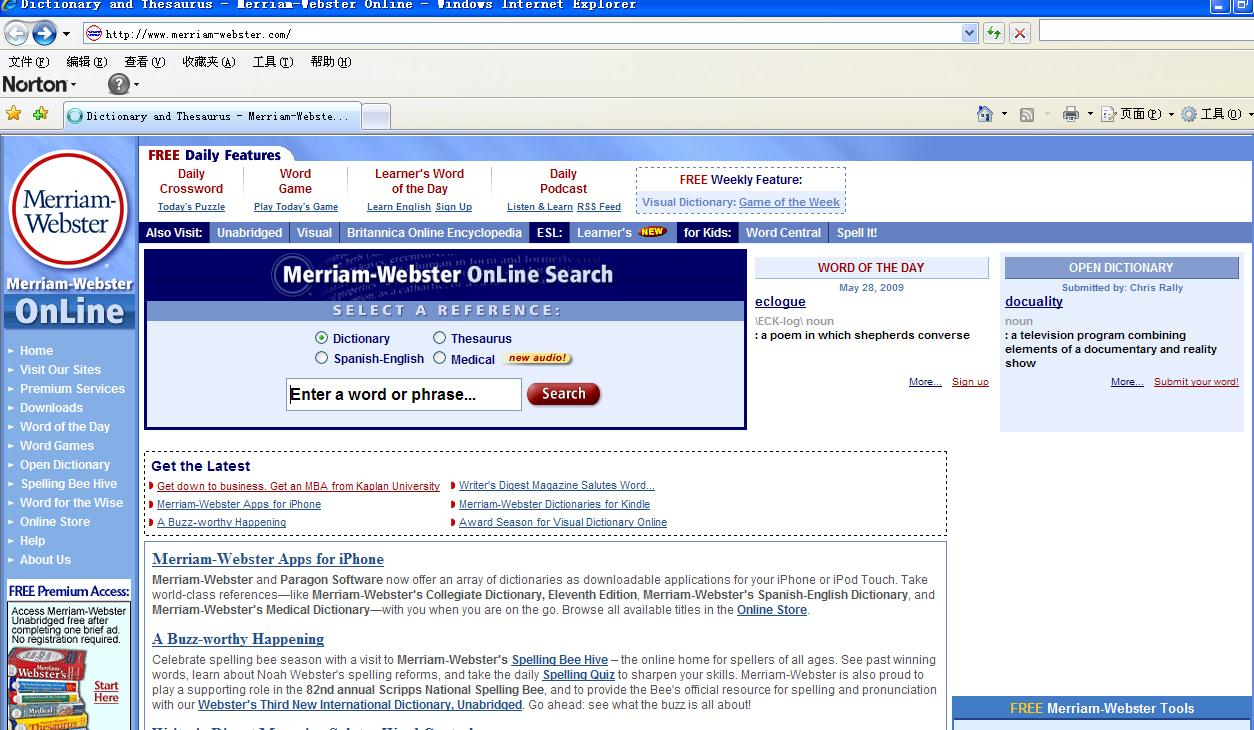 Dictionary and Thesaurus - Merriam-Webster Online - Windows Internet Explorer
http://www.merriam-webster.com/
文件(F) 编辑(E) 查看(V) 收藏夹(A) 工具(T) 帮助(H)
Norton
Dictionary and Thesaurus - Merriam-Webste...
页面(P) 工具(O)
Merriam-Webster
Merriam-Webster
OnLine
Home
Visit Our Sites
Premium Services
Downloads
Word of the Day
Word Games
Open Dictionary
Spelling Bee Hive
Word for the Wise
Online Store
Help
About Us
FREE Premium Access:
Access Merriam-Webster
Unabridged free after
completing one brief ad.
No registration required.
Merriam-
Webster's
Medical
Thesaurus
Start
Here
FREE Daily Features
Daily
Crossword
Today's Puzzle
Word
Game
Play Today's Game
Learner's Word
of the Day
Learn English Sign Up
Daily
Podcast
Listen & Learn RSS Feed
FREE Weekly Feature:
Visual Dictionary: Game of the Week
Also Visit: Unabridged Visual Britannica Online Encyclopedia ESL: Learner's NEW for Kids: Word Central Spell It!
Merriam-Webster OnLine Search
SELECT A REFERENCE:
Dictionary Thesaurus
Spanish-English Medical new audio!
Enter a word or phrase... Search
WORD OF THE DAY
May 28, 2009
eclogue
\ECK-log\ noun
: a poem in which shepherds converse
More... Sign up
OPEN DICTIONARY
Submitted by: Chris Rally
docuality
noun
: a television program combining
elements of a documentary and reality
show
More... Submit your word!
Get the Latest
Get down to business. Get an MBA from Kaplan University
Merriam-Webster Apps for iPhone
A Buzz-worthy Happening
Writer's Digest Magazine Salutes Word...
Merriam-Webster Dictionaries for Kindle
Award Season for Visual Dictionary Online
Merriam-Webster Apps for iPhone
Merriam-Webster and Paragon Software now offer an array of dictionaries as downloadable applications for your iPhone or iPod Touch. Take
world-class references—like Merriam-Webster's Collegiate Dictionary, Eleventh Edition, Merriam-Webster's Spanish-English Dictionary, and
Merriam-Webster's Medical Dictionary—with you when you are on the go. Browse all available titles in the Online Store.
A Buzz-worthy Happening
Celebrate spelling bee season with a visit to Merriam-Webster's Spelling Bee Hive – the online home for spellers of all ages. See past winning
words, learn about Noah Webster's spelling reforms, and take the daily Spelling Quiz to sharpen your skills. Merriam-Webster is also proud to
play a supporting role in the 82nd annual Scripps National Spelling Bee, and to provide the Bee's official resource for spelling and pronunciation
with our Webster's Third New International Dictionary, Unabridged. Go ahead: see what the buzz is all about!
FREE Merriam-Webster Tools